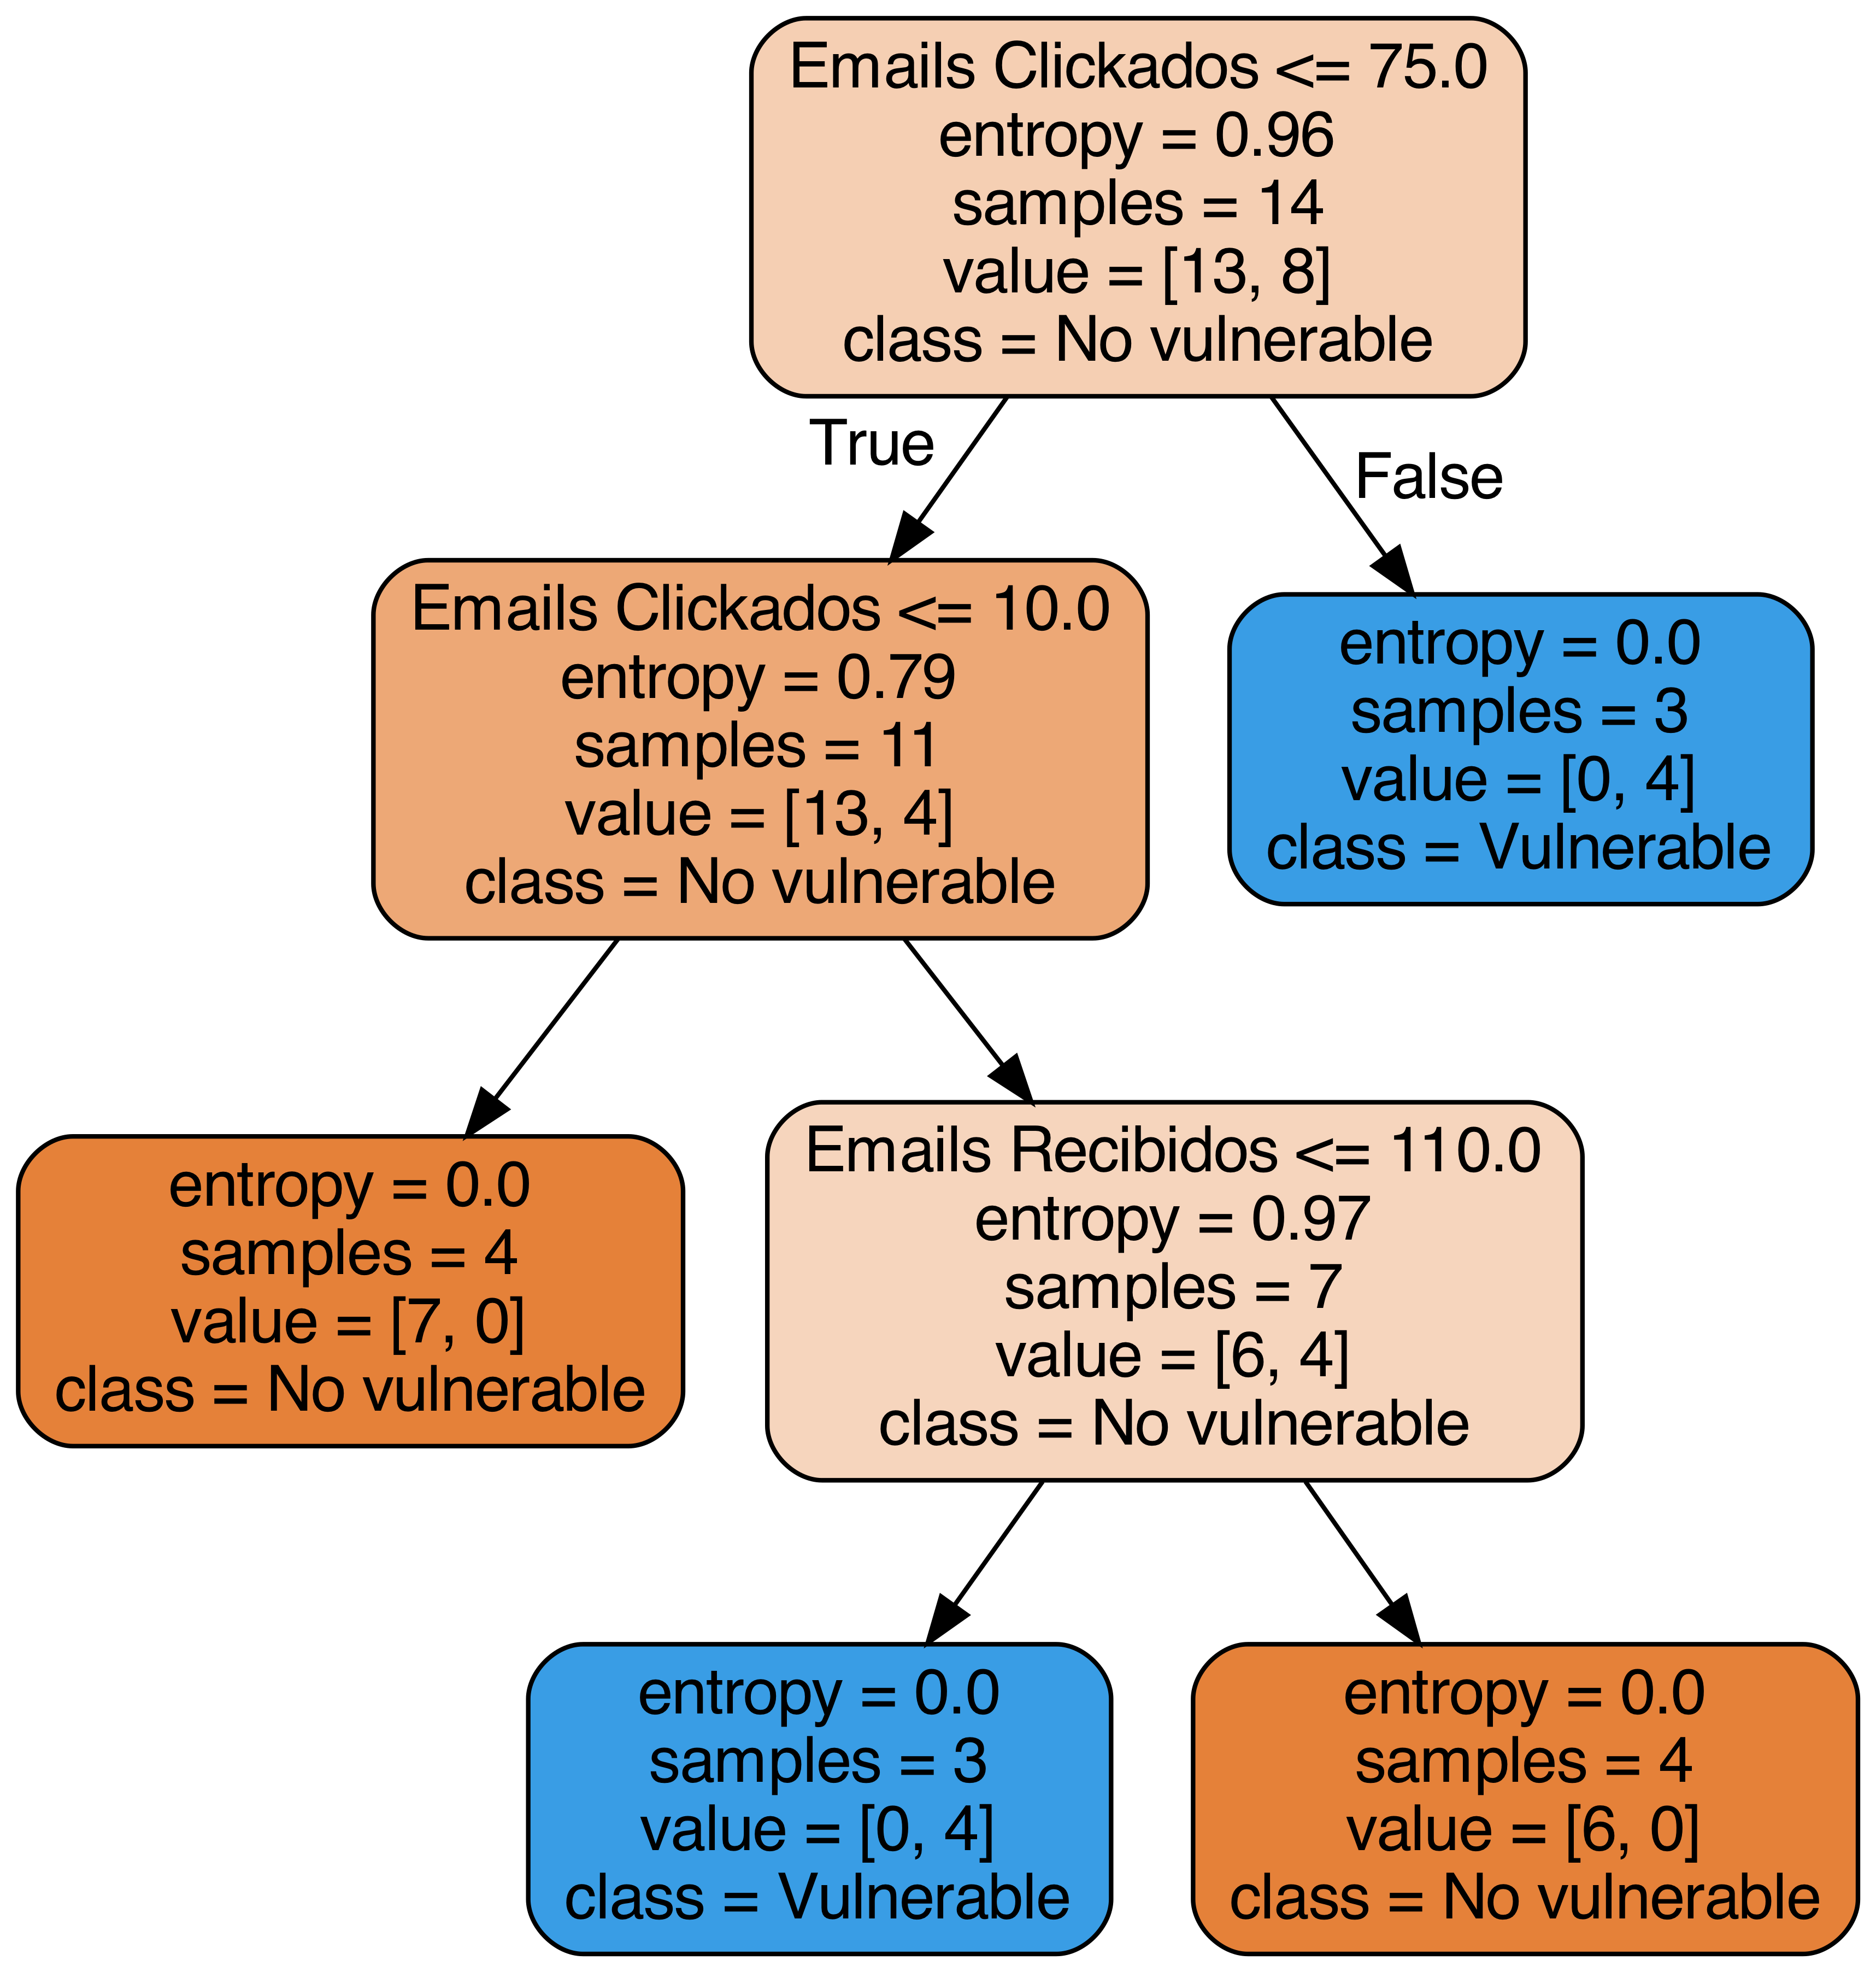 Emails Clickados <= 75.0
entropy = 0.96
samples = 14
value = [13, 8]
class = No vulnerable
True
False
Emails Clickados <= 10.0
entropy = 0.79
samples = 11
value = [13, 4]
class = No vulnerable
entropy = 0.0
samples = 3
value = [0, 4]
class = Vulnerable
entropy = 0.0
samples = 4
value = [7, 0]
class = No vulnerable
Emails Recibidos <= 110.0
entropy = 0.97
samples = 7
value = [6, 4]
class = No vulnerable
entropy = 0.0
samples = 3
value = [0, 4]
class = Vulnerable
entropy = 0.0
samples = 4
value = [6, 0]
class = No vulnerable